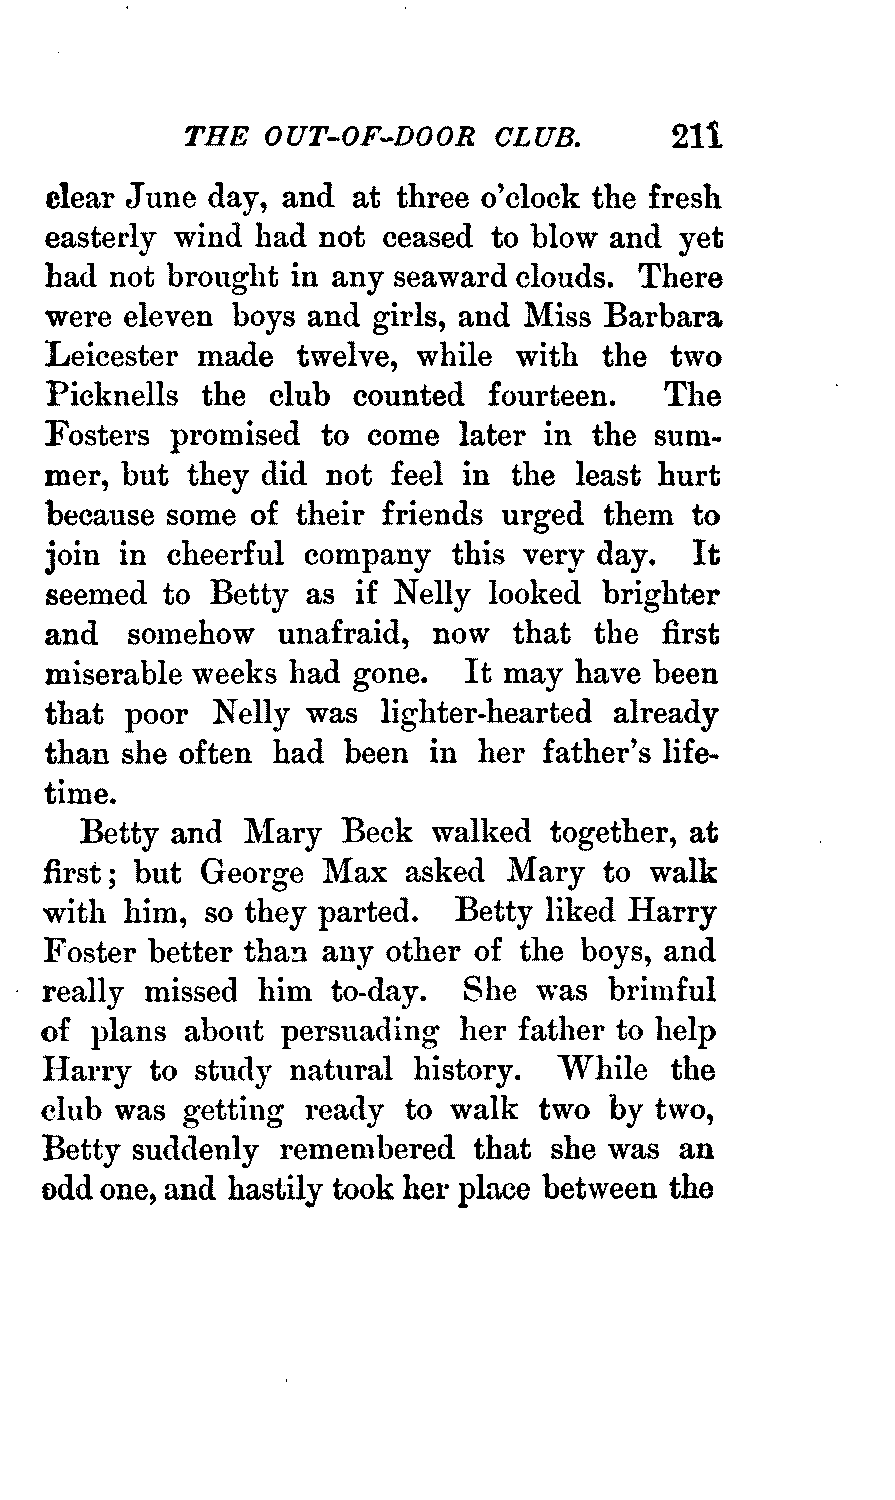 THE OUT-OF-DOOR CLUB. 211
clear June day, and at three o'clock the fresh
easterly wind had not ceased to blow and yet
had not brought in any seaward clouds. There
were eleven boys and girls, and Miss Barbara
Leicester made twelve, while with the two
Picknells the club counted fourteen. The
Fosters promised to come later in the sum-
mer, but they did not feel in the least hurt
because some of their friends urged them to
join in cheerful company this very day. It
seemed to Betty as if Nelly looked brighter
and somehow unafraid, now that the first
miserable weeks had gone. It may have been
that poor Nelly was lighter-hearted already
than she often had been in her father's life-
time.
Betty and Mary Beck walked together, at
first; but George Max asked Mary to walk
with him, so they parted. Betty liked Harry
Foster better than any other of the boys, and
really missed him to-day. She was brimful
of plans about persuading her father to help
Harry to study natural history. While the
club was getting ready to walk two by two,
Betty suddenly remembered that she was an
odd one, and hastily took her place between the